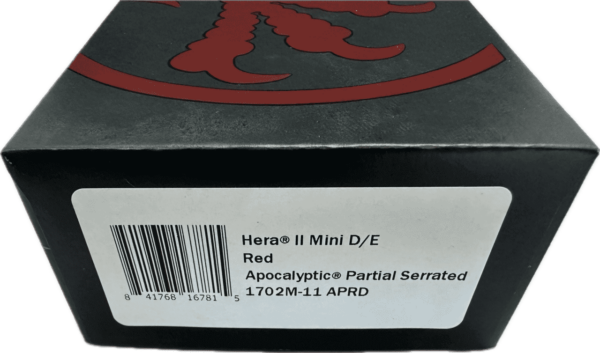 Hera® II Mini D/E
Red
Apocalyptic® Partial Serrated
1702M-11 APRD
8 41768 16781 5